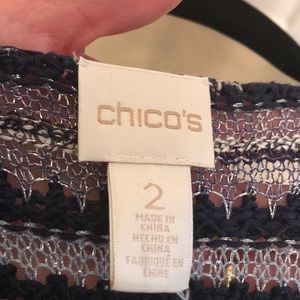 chico's
2
MADE IN
CHINA
HECHO EN
CHINA
FABRIQUÉ EN
CHINE